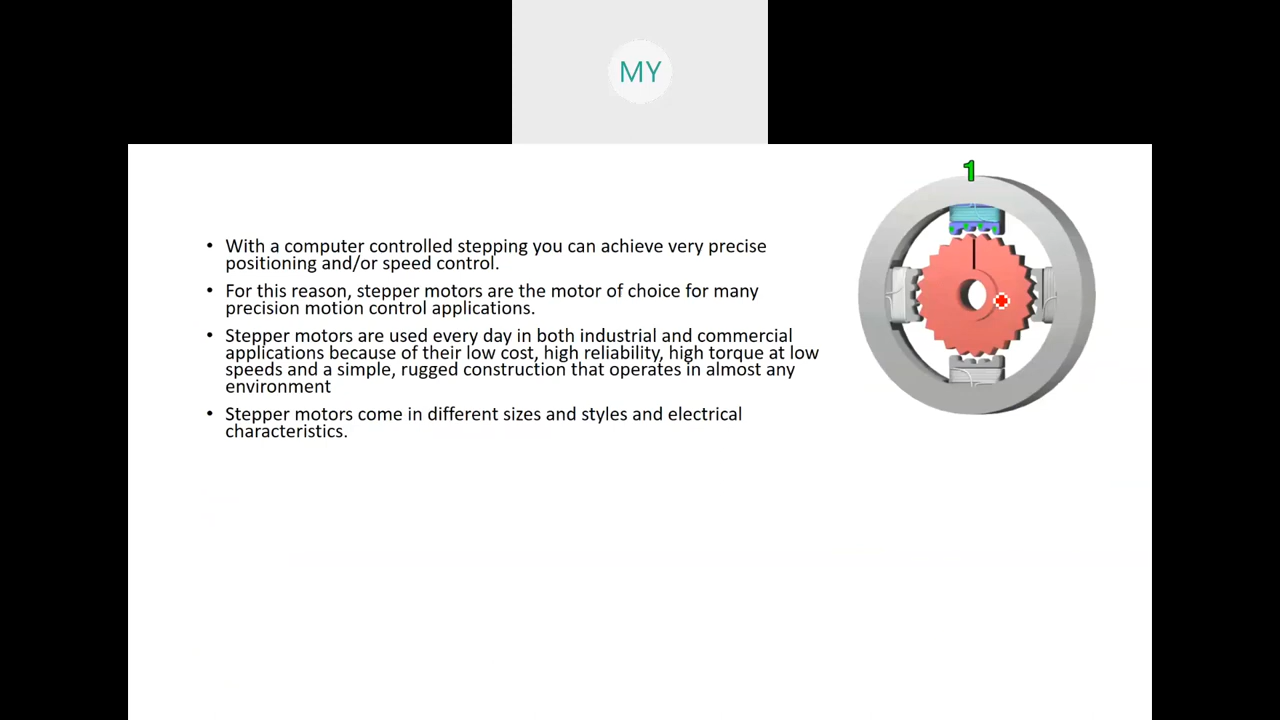 MY
1
• With a computer controlled stepping you can achieve very precise
positioning and/or speed control.
• For this reason, stepper motors are the motor of choice for many
precision motion control applications.
• Stepper motors are used every day in both industrial and commercial
applications because of their low cost, high reliability, high torque at low
speeds and a simple, rugged construction that operates in almost any
environment
• Stepper motors come in different sizes and styles and electrical
characteristics.